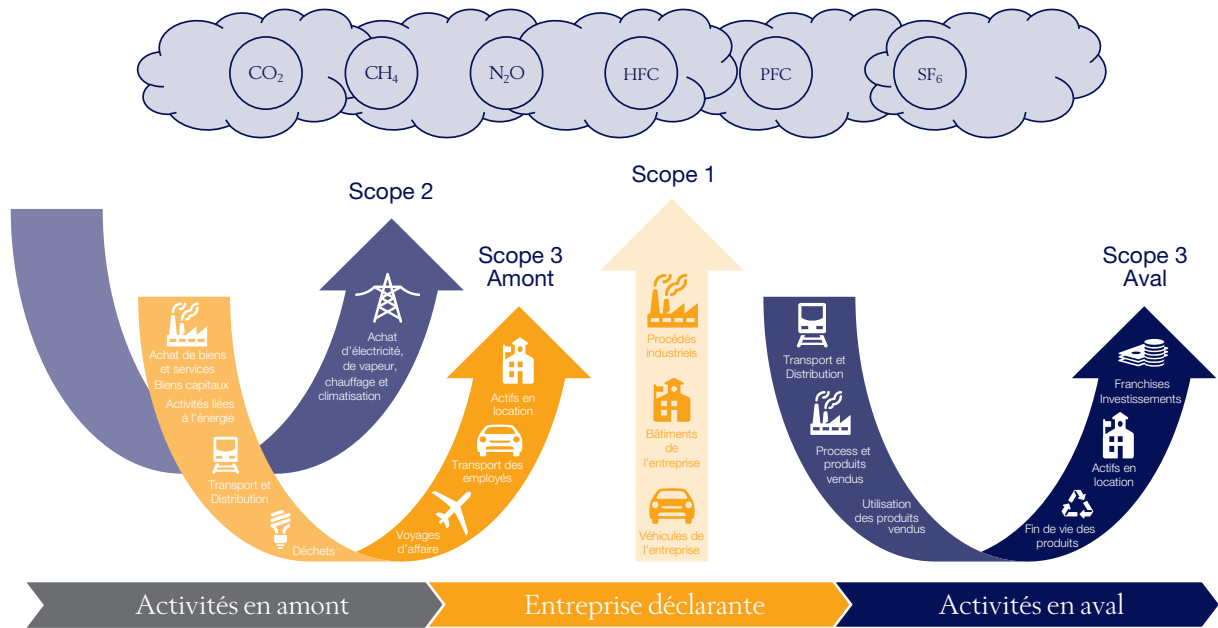 CO₂
CH₄
N₂O
HFC
PFC
SF₆
Scope 2
Scope 1
Scope 3
Amont
Scope 3
Aval
Achat d'électricité,
de vapeur,
chauffage et
climatisation
Achat de biens
et services
Biens capitaux
Activités liées
à l'énergie
Transport et
Distribution
Déchets
Voyages
d'affaire
Transport des
employés
Actifs en
location
Procédés
industriels
Bâtiments
de
l'entreprise
Véhicules de
l'entreprise
Transport et
Distribution
Process et
produits
vendus
Utilisation
des produits
vendus
Fin de vie des
produits
Actifs en
location
Franchises
Investissements
Activités en amont
Entreprise déclarante
Activités en aval